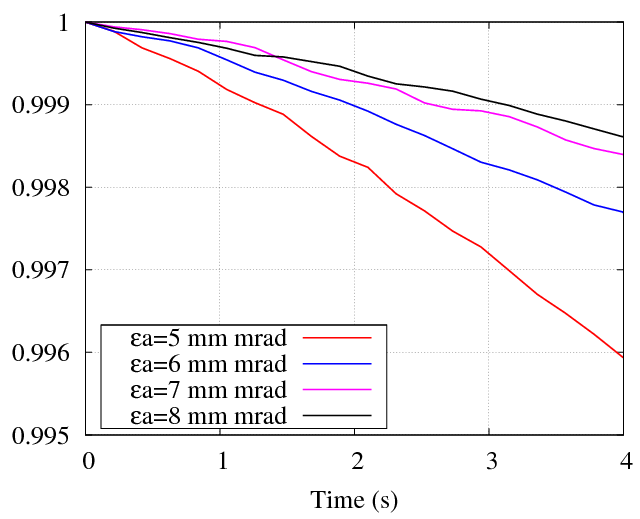 1
0.999
0.998
0.997
0.996
0.995
εa=5 mm mrad
εa=6 mm mrad
εa=7 mm mrad
εa=8 mm mrad
0 1 2 3 4
Time (s)